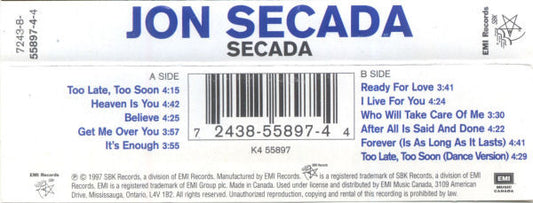 7243-8-
55897-4-4
JON SECADA
SECADA
SBK Records
EMI Records
A SIDE
Too Late, Too Soon 4:15
Heaven Is You 4:42
Believe 4:25
Get Me Over You 3:57
It's Enough 3:55
7 2438-55897-4 4
K4 55897
B SIDE
Ready For Love 3:41
I Live For You 4:24
Who Will Take Care Of Me 3:30
After All Is Said And Done 4:22
Forever (Is As Long As It Lasts) 4:41
Too Late, Too Soon (Dance Version) 4:29
EMI Records
SBK Records
℗ © 1997 SBK Records, a division of EMI Records. Manufactured by EMI Records, a division of EMI Records.
EMI Records is a trademark of EMI Group plc. Made in Canada. Used under license and distributed by EMI Music Canada, 3109 American
Drive, Mississauga, Ontario, L4V 1B2. All rights reserved. Unauthorized reproduction, copying and rental of this recording is prohibited by law.
EMI
MUSIC
CANADA